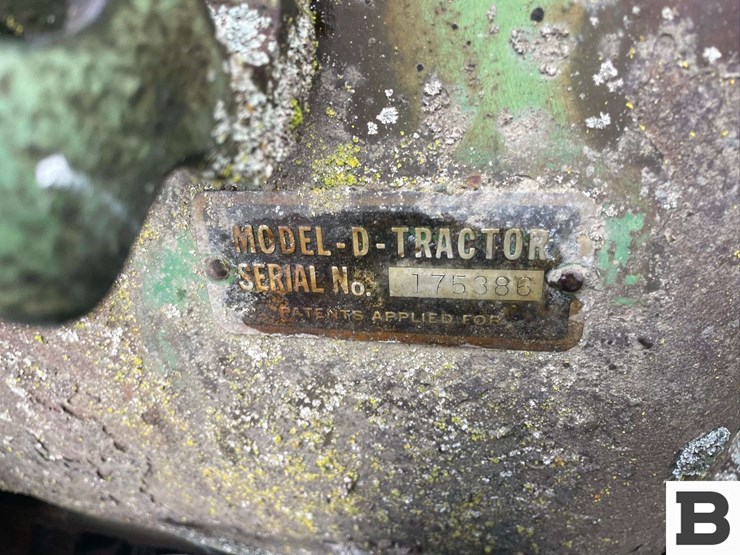 MODEL-D-TRACTOR
SERIAL No. 175386
PATENTS APPLIED FOR
B